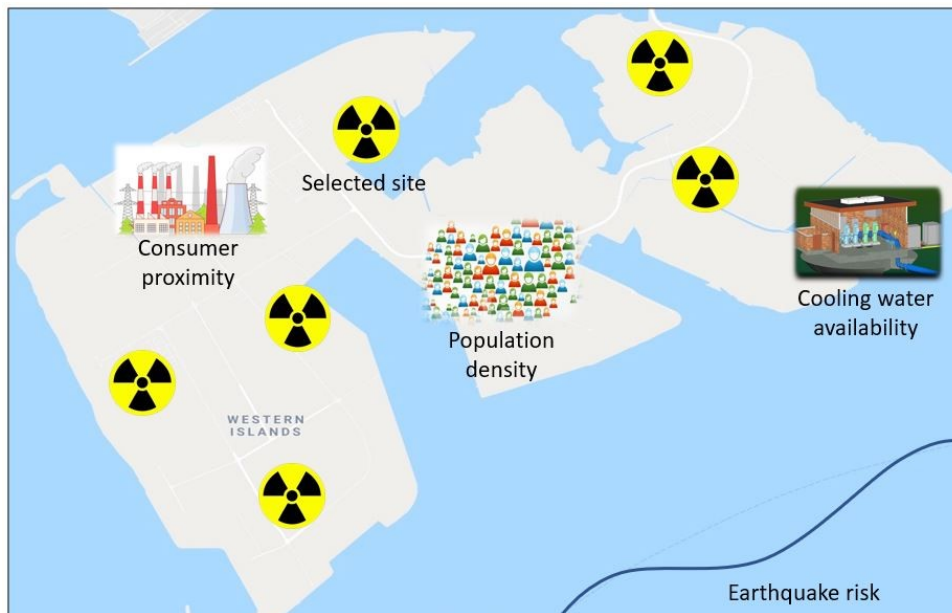 Selected site
Consumer
proximity
Cooling water
availability
Population
density
WESTERN
ISLANDS
Earthquake risk